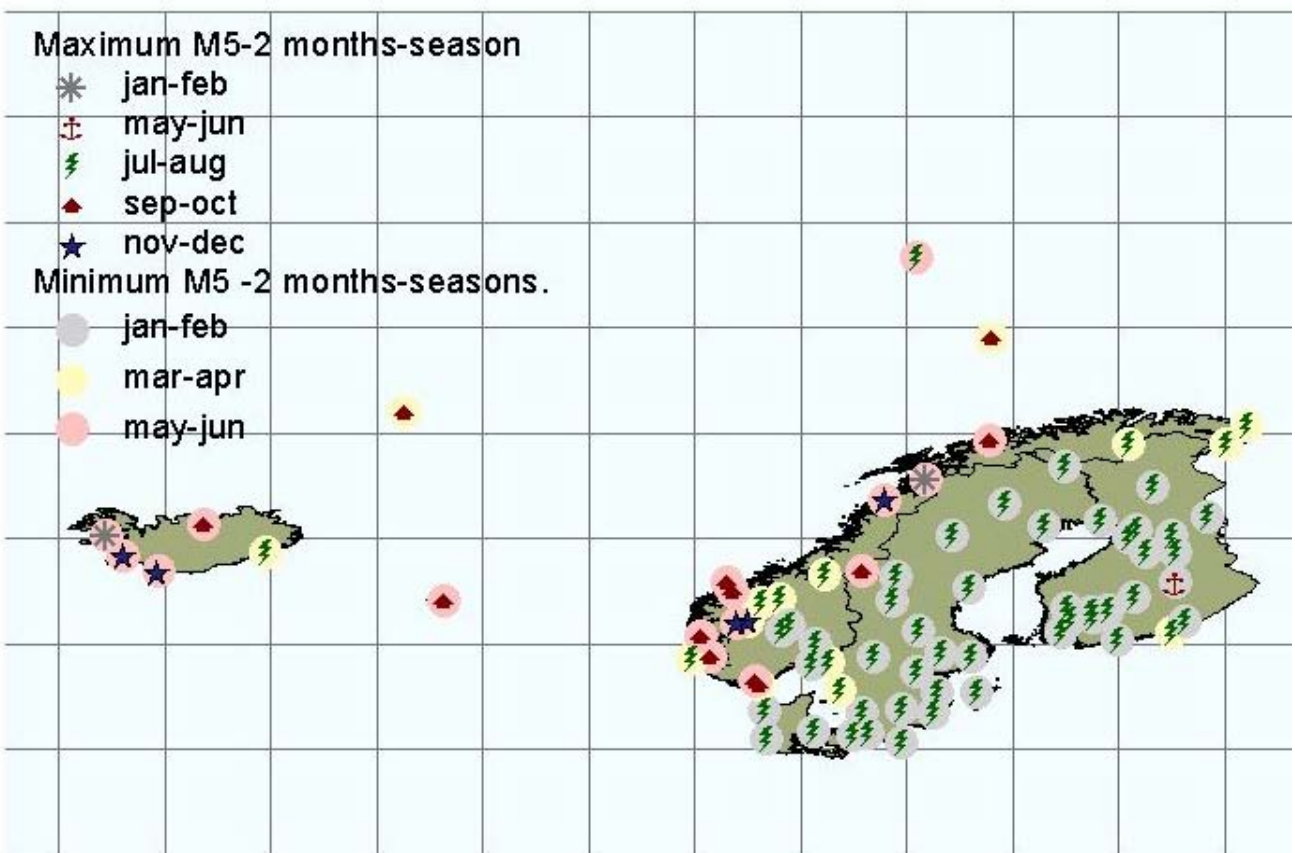 Maximum M5-2 months-season
jan-feb
may-jun
jul-aug
sep-oct
nov-dec
Minimum M5 -2 months-seasons.
jan-feb
mar-apr
may-jun